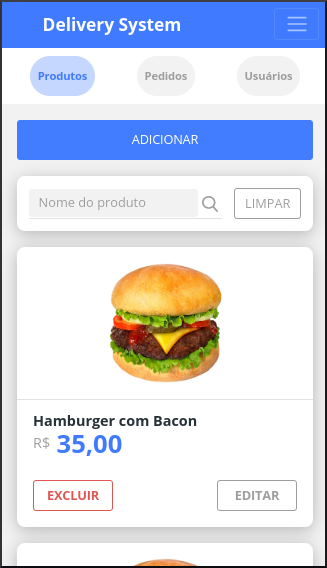 Delivery System
Produtos Pedidos Usuários
ADICIONAR
Nome do produto LIMPAR
Hamburger com Bacon
R$ 35,00
EXCLUIR EDITAR